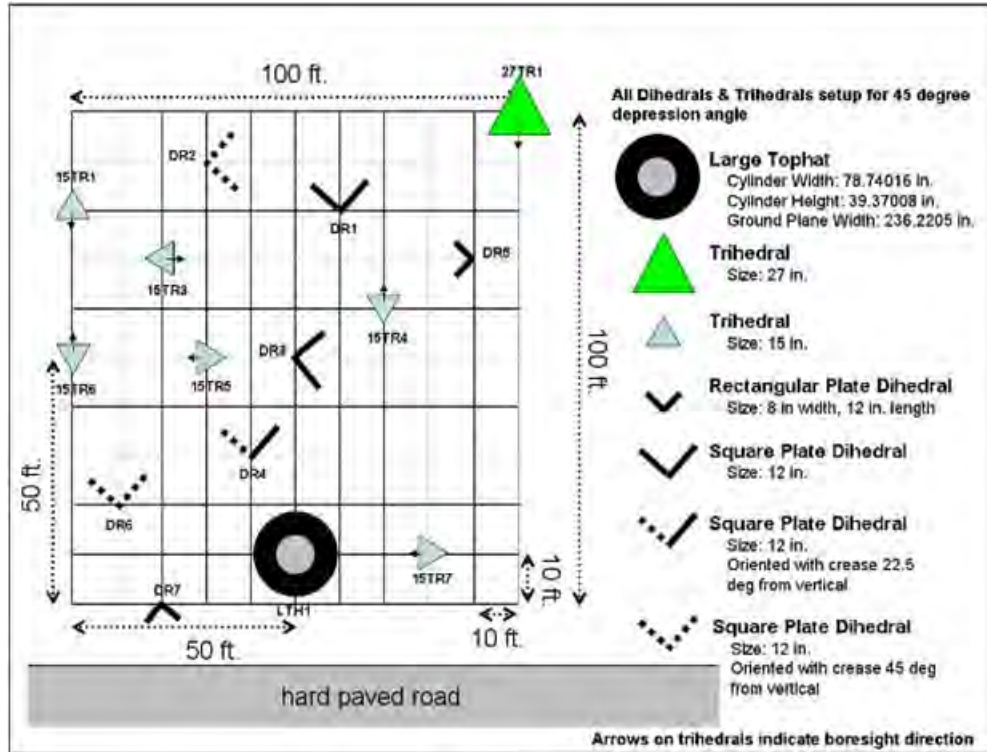 100 ft.
27TR1
All Dihedrals & Trihedrals setup for 45 degree
depression angle
DR2
15TR1
DR1
DR5
15TR3
15TR4
DR3
15TR6
15TR5
100 ft.
50 ft.
DR4
DR6
DR7
LTH1
15TR7
10 ft.
50 ft.
10 ft.
hard paved road
Large Tophat
Cylinder Width: 78.74016 in.
Cylinder Height: 39.37008 in.
Ground Plane Width: 236.2205 in.
Trihedral
Size: 27 in.
Trihedral
Size: 15 in.
Rectangular Plate Dihedral
Size: 8 in width, 12 in. length
Square Plate Dihedral
Size: 12 in.
Square Plate Dihedral
Size: 12 in.
Oriented with crease 22.5
deg from vertical
Square Plate Dihedral
Size: 12 in.
Oriented with crease 45 deg
from vertical
Arrows on trihedrals indicate boresight direction